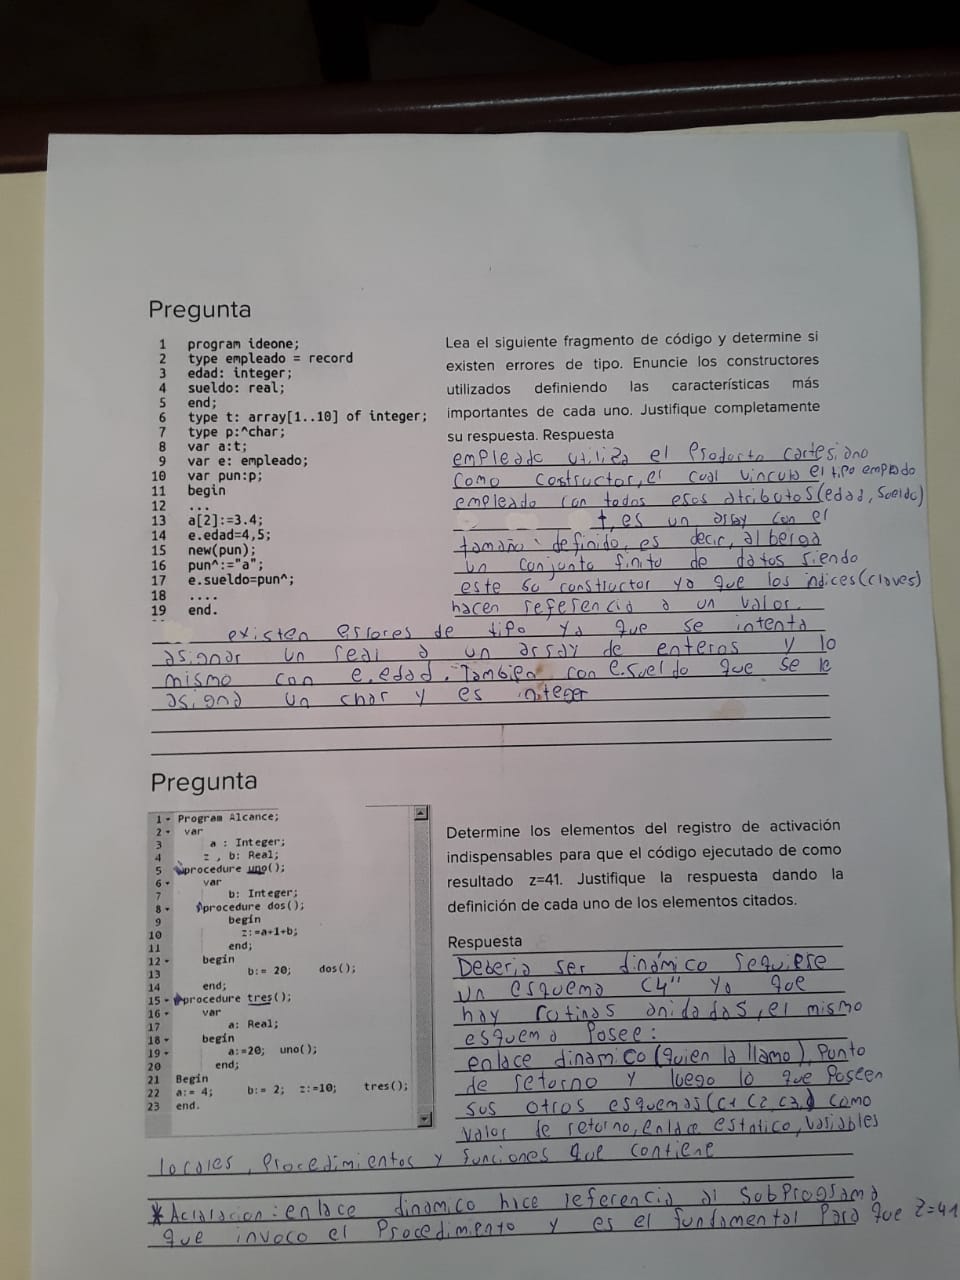 Pregunta
1 program ideone;
2 type empleado = record
3 edad: integer;
4 sueldo: real;
5 end;
6 type t: array[1..10] of integer;
7 type p:^char;
8 var a:t;
9 var e: empleado;
10 var pun:p;
11 begin
12 ...
13 a[2]:=3.4;
14 e.edad=4,5;
15 new(pun);
16 pun^:="a";
17 e.sueldo=pun^;
18 ....
19 end.
Lea el siguiente fragmento de código y determine si
existen errores de tipo. Enuncie los constructores
utilizados definiendo las características más
importantes de cada uno. Justifique completamente
su respuesta. Respuesta
empleado utiliza el Producto cartesiano
como constructor, el cual vincula el tipo empleado
empleado con todos esos atributos (edad, sueldo)
t, es un array con el
tamaño definido, es decir, alberga
un conjunto finito de datos siendo
este su constructor ya que los indices (claves)
hacen referencia a un valor.
existen errores de tipo ya que se intenta
asignar un real a un array de enteros y lo
mismo con e.edad. También con e.sueldo que se le
asigna un char y es integer
Pregunta
1 Program Alcance;
2 var
3 a : Integer;
4 z , b: Real;
5 procedure uno();
6 var
7 b: Integer;
8 procedure dos();
9 begin
10 z:=a+1+b;
11 end;
12 begin
13 b:= 20; dos();
14 end;
15 procedure tres();
16 var
17 a: Real;
18 begin
19 a:=20; uno();
20 end;
21 Begin
22 a:= 4; b:= 2; z:=10; tres();
23 end.
Determine los elementos del registro de activación
indispensables para que el código ejecutado de como
resultado z=41. Justifique la respuesta dando la
definición de cada uno de los elementos citados.
Respuesta
Deberia ser dinámico requiere
un esquema C4" ya que
hay rutinas anidadas, el mismo
esquema Posee:
enlace dinamico (quien la llamo), Punto
de retorno y luego lo que Poseen
sus otros esquemas (C1 C2, C3,) como
valor de retorno, enlace estatico, variables
locales, Procedimientos y funciones que contiene
*Aclaracion: enlace dinamico hace referencia al SubPrograma
que invoco el Procedimiento y es el fundamental Para que z=41